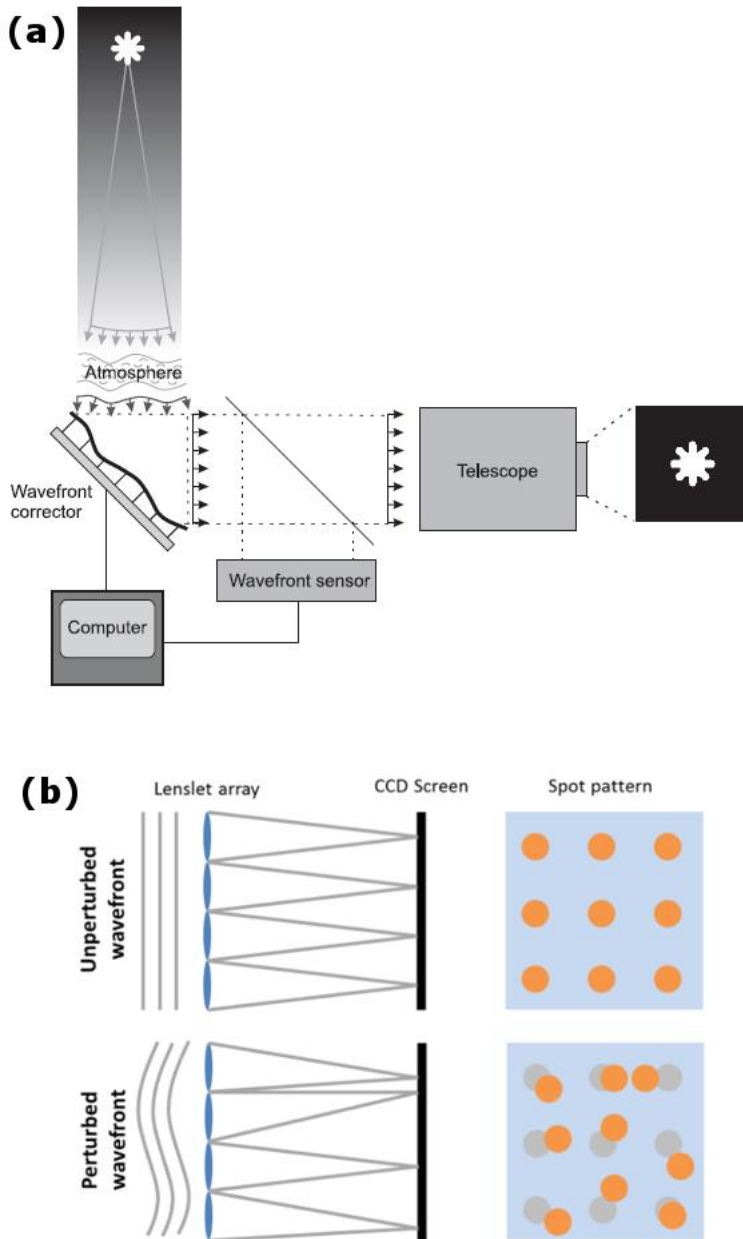 (a)
Atmosphere
Wavefront
corrector
Telescope
Wavefront sensor
Computer
(b)
Lenslet array
CCD Screen
Spot pattern
Unperturbed
wavefront
Perturbed
wavefront